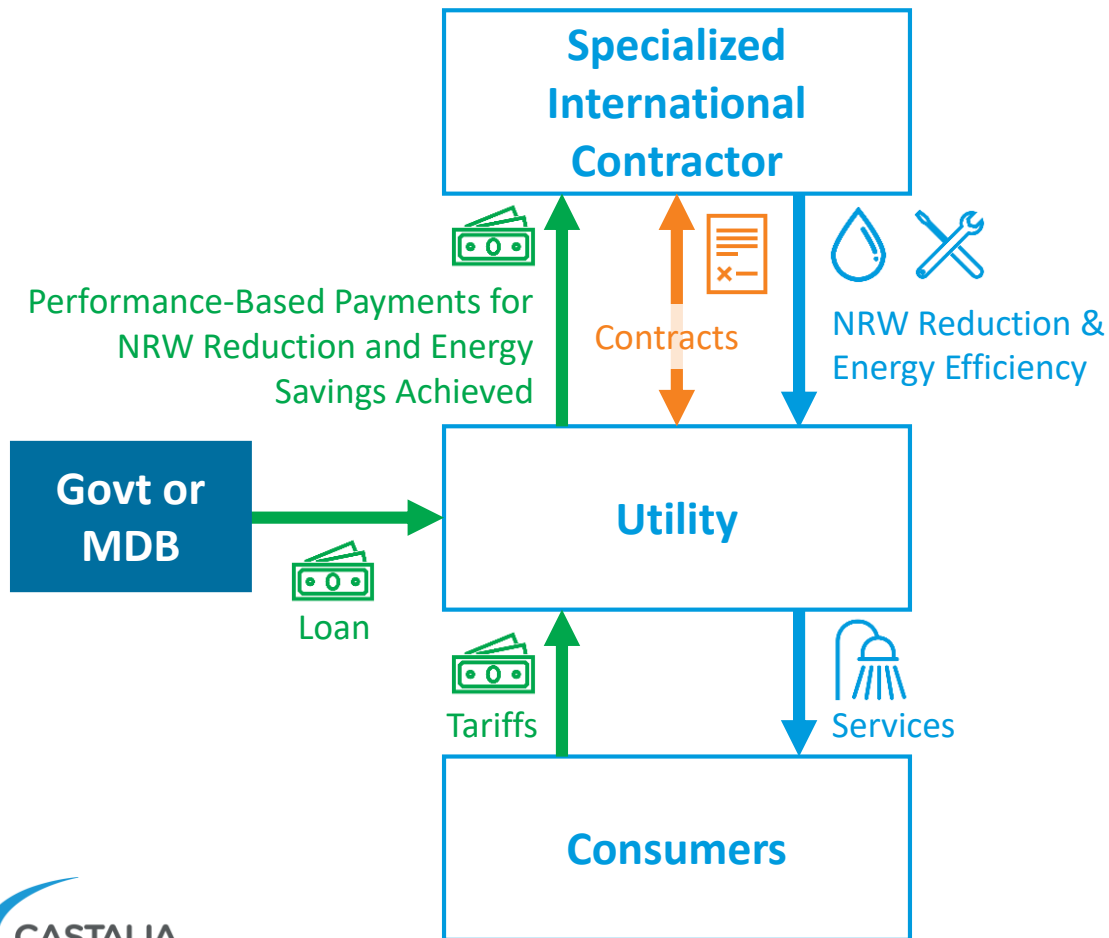 Specialized
International
Contractor
Performance-Based Payments for
NRW Reduction and Energy
Savings Achieved
Contracts
NRW Reduction &
Energy Efficiency
Govt or
MDB
Utility
Loan
Tariffs
Services
Consumers
CASTALIA